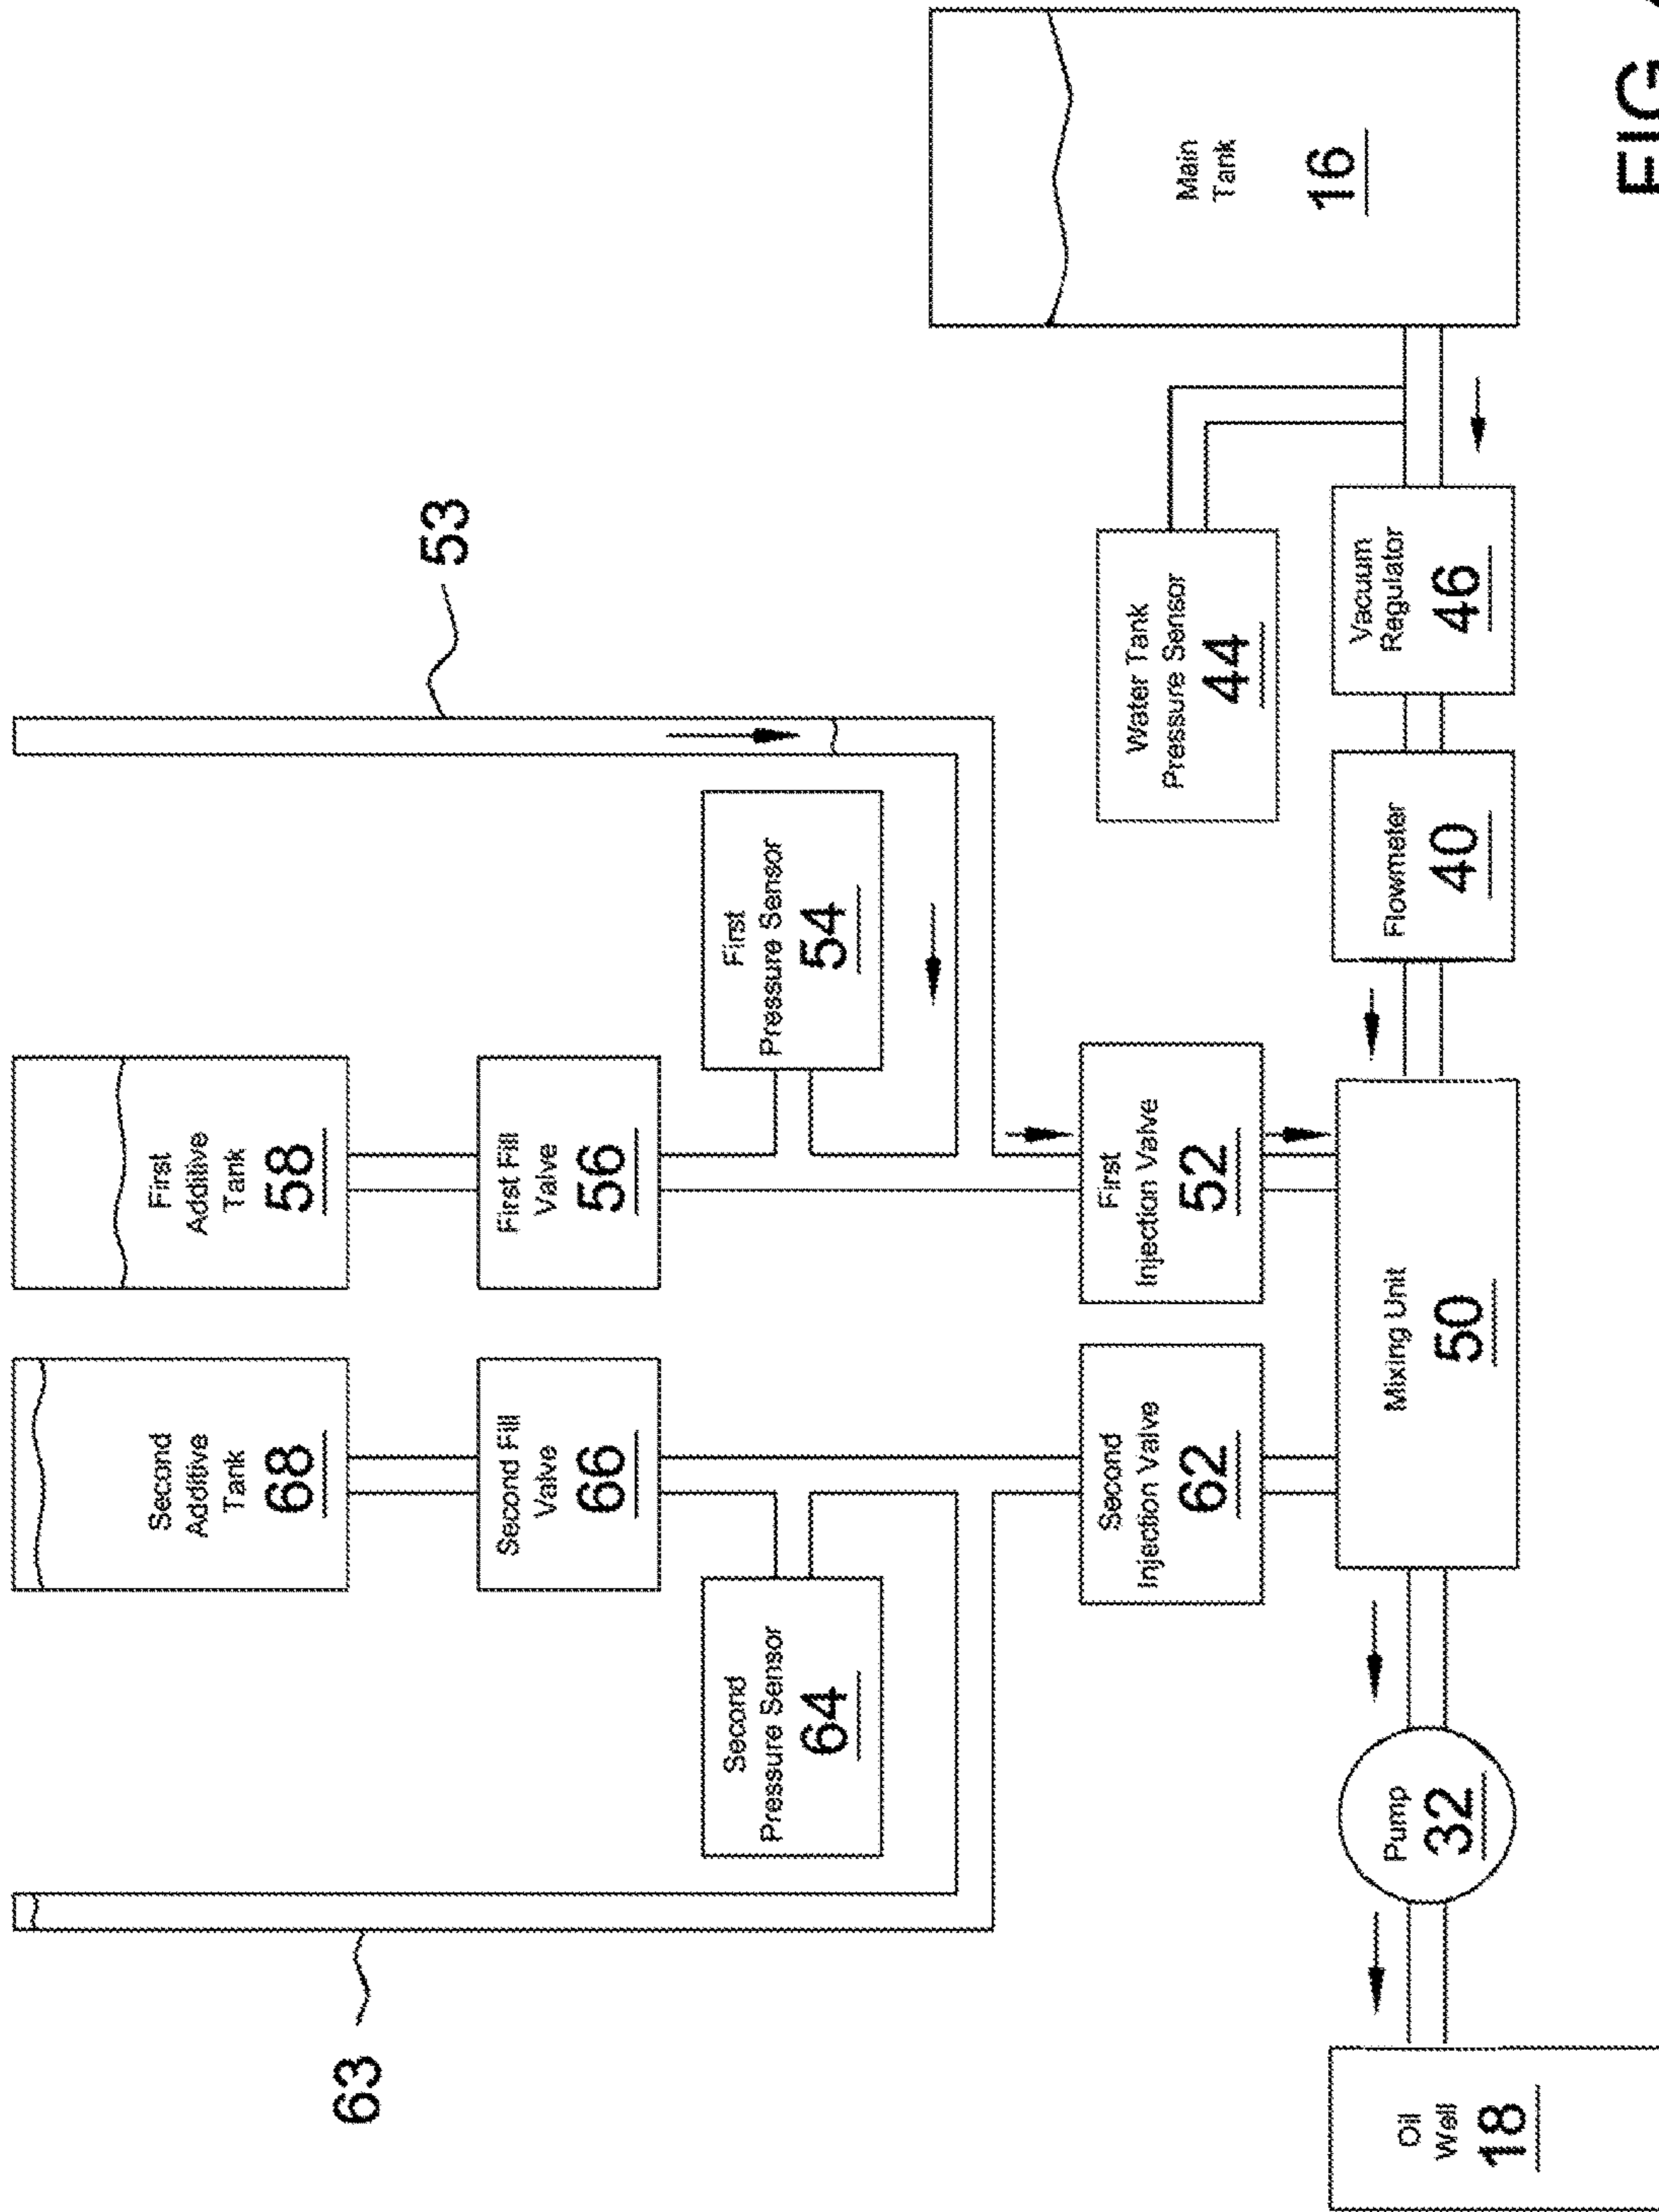 Second
Additive
Tank
68
First
Additive
Tank
58
63
53
Second Fill
Valve
66
First Fill
Valve
56
Second
Pressure Sensor
64
First
Pressure Sensor
54
Second
Injection Valve
62
First
Injection Valve
52
Water Tank
Pressure Sensor
44
Main
Tank
16
Oil
Well
18
Pump
32
Mixing Unit
50
Flowmeter
40
Vacuum
Regulator
46
FIG